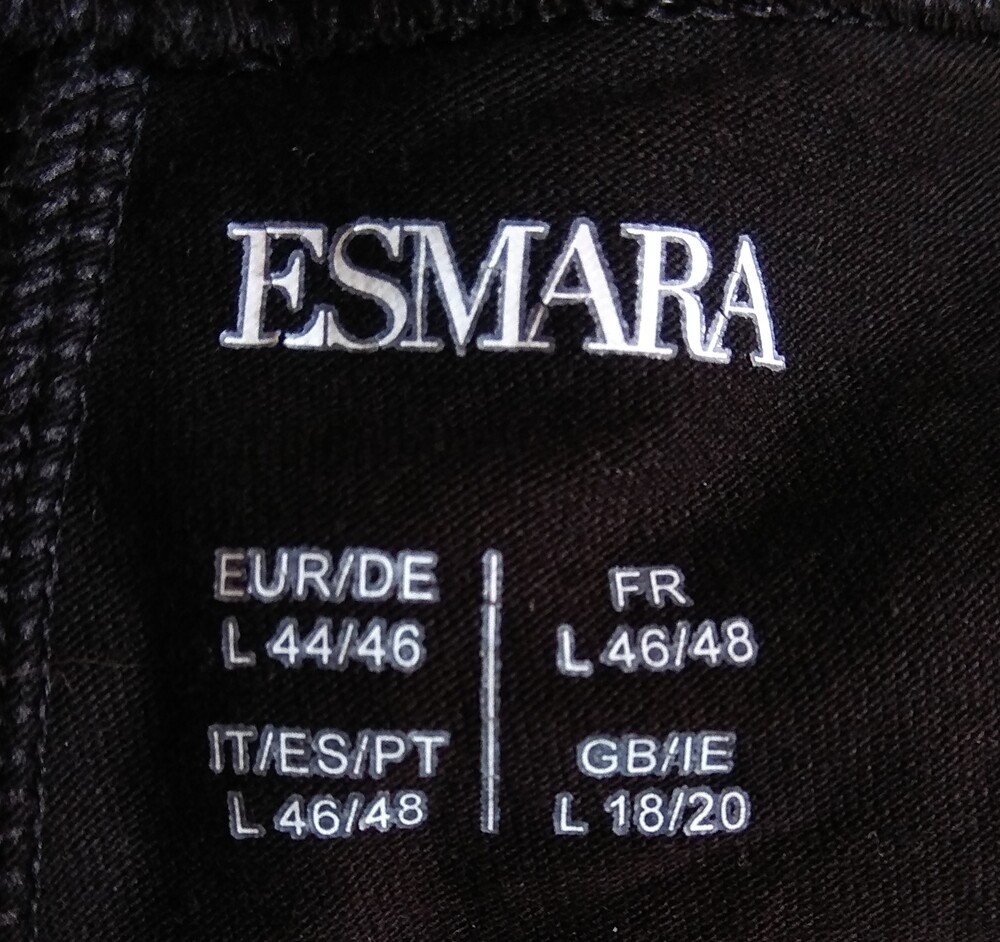 ESMARA
EUR/DE
L 44/46
FR
L 46/48
IT/ES/PT
L 46/48
GB/IE
L 18/20